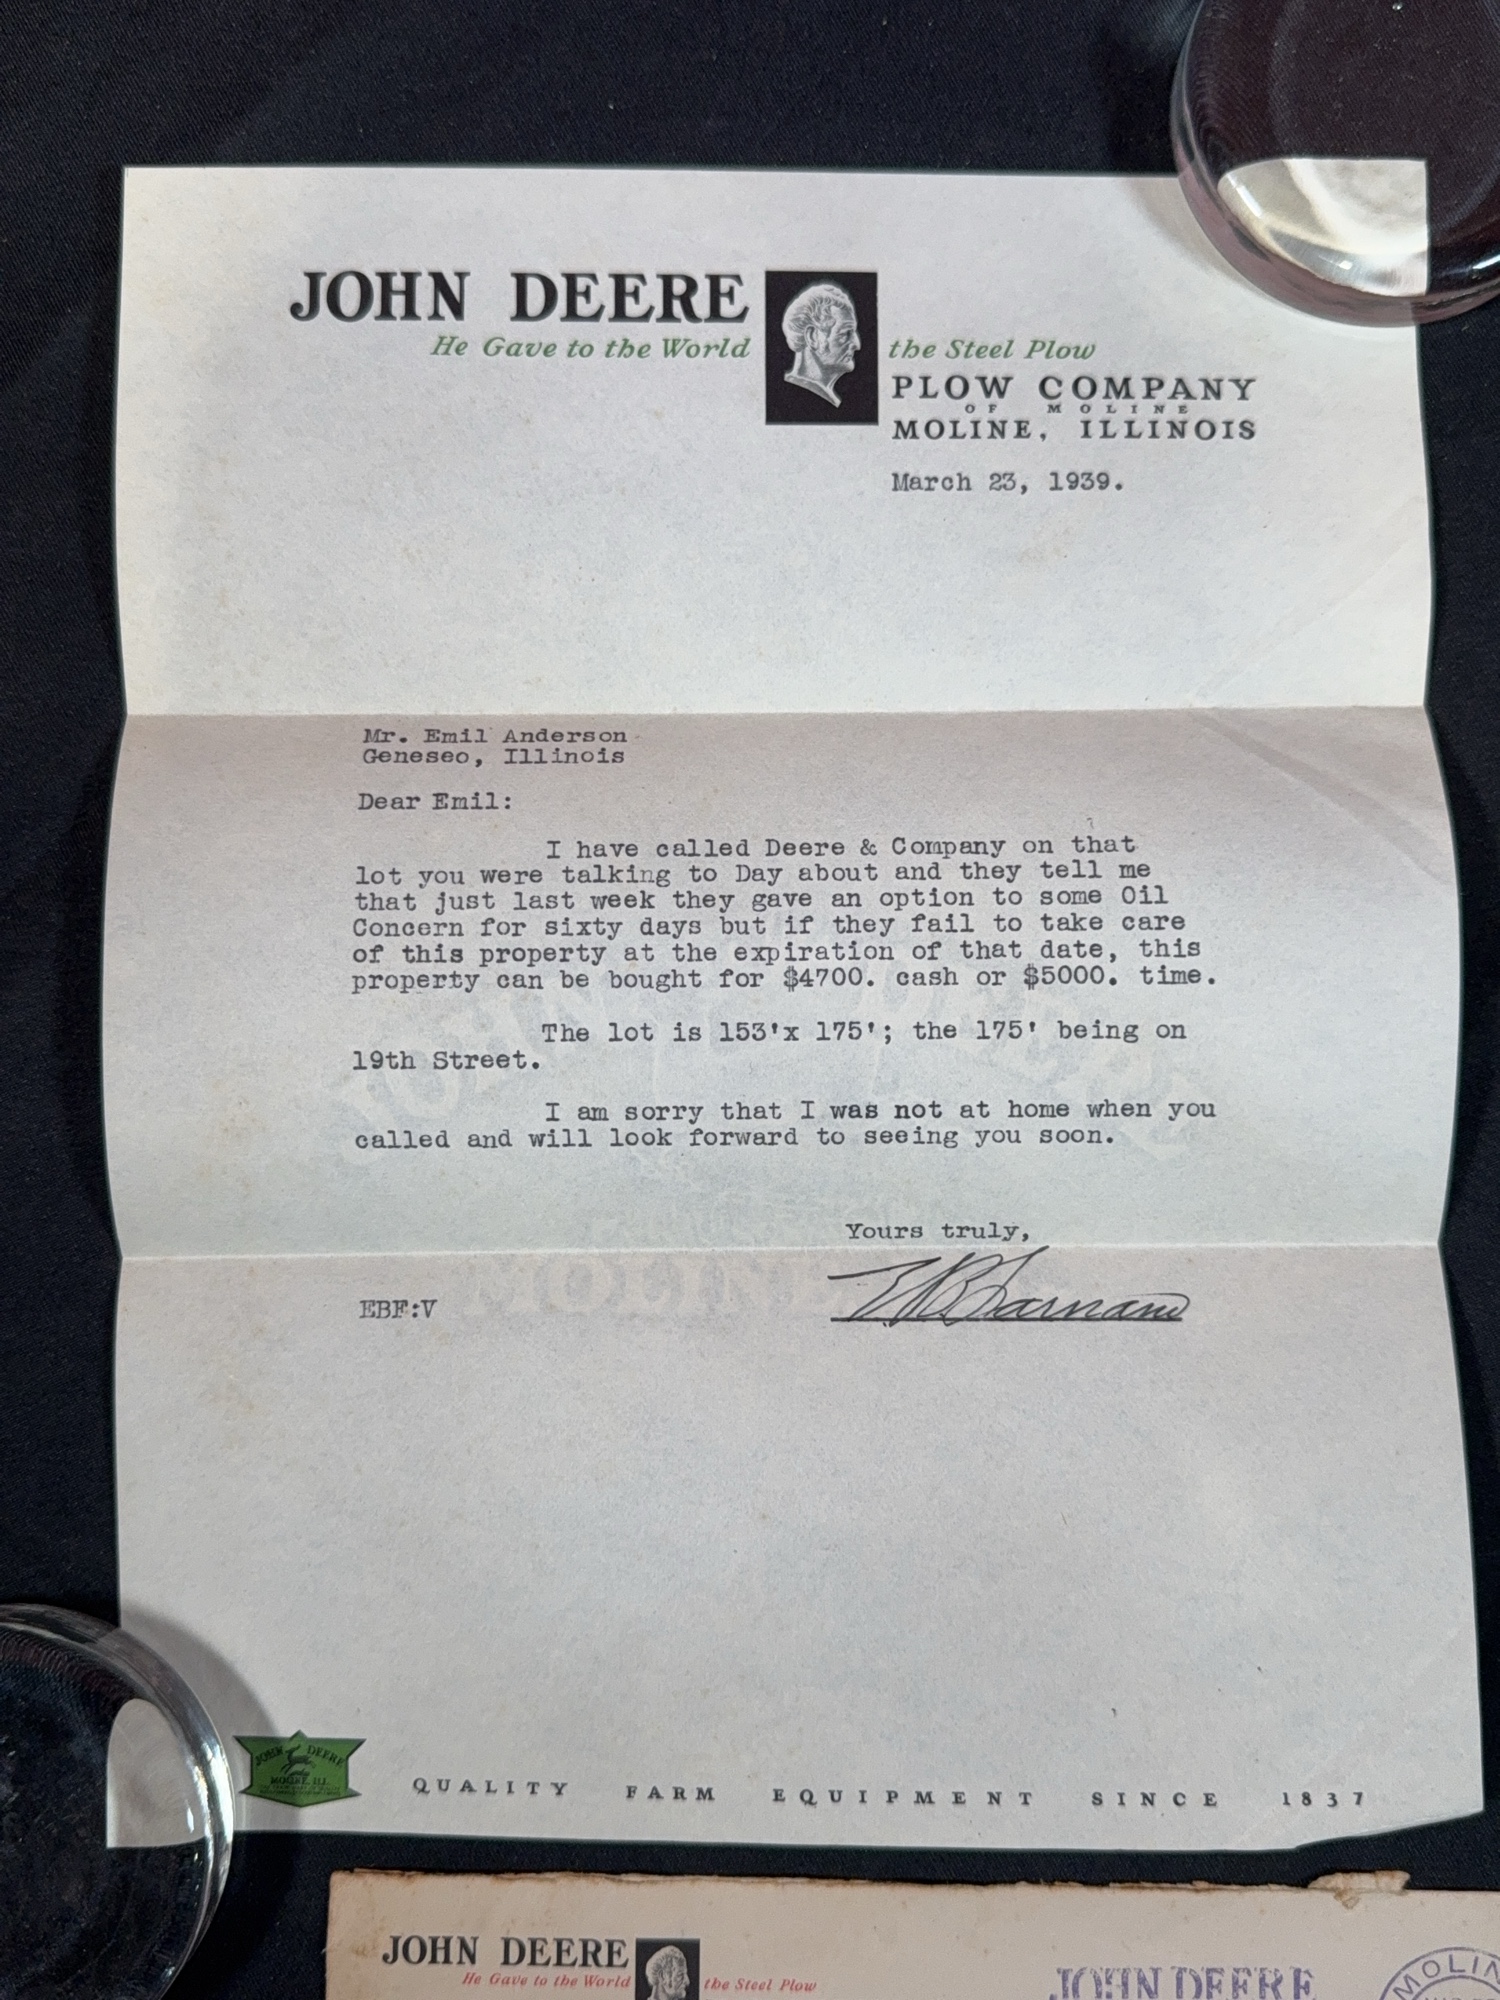 JOHN DEERE
He Gave to the World the Steel Plow
PLOW COMPANY
OF MOLINE
MOLINE, ILLINOIS
March 23, 1939.
Mr. Emil Anderson
Geneseo, Illinois
Dear Emil:
I have called Deere & Company on that
lot you were talking to Day about and they tell me
that just last week they gave an option to some Oil
Concern for sixty days but if they fail to take care
of this property at the expiration of that date, this
property can be bought for $4700. cash or $5000. time.
The lot is 153'x 175'; the 175' being on
19th Street.
I am sorry that I was not at home when you
called and will look forward to seeing you soon.
Yours truly,
EBF:V
JOHN DEERE
MOLINE, ILL.
QUALITY FARM EQUIPMENT SINCE 1837
JOHN DEERE
He Gave to the World the Steel Plow
JOHN DEERE
MOLIN